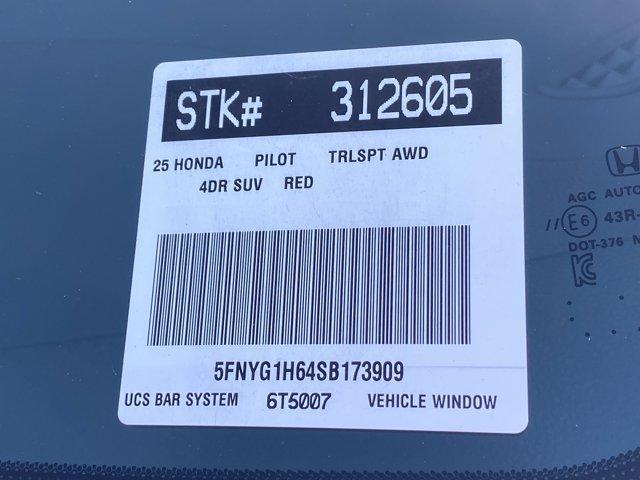 STK# 312605
25 HONDA PILOT TRLSPT AWD
4DR SUV RED
5FNYG1H64SB173909
UCS BAR SYSTEM 6T5007 VEHICLE WINDOW
AGC AUTO
E6 43R-
DOT-376